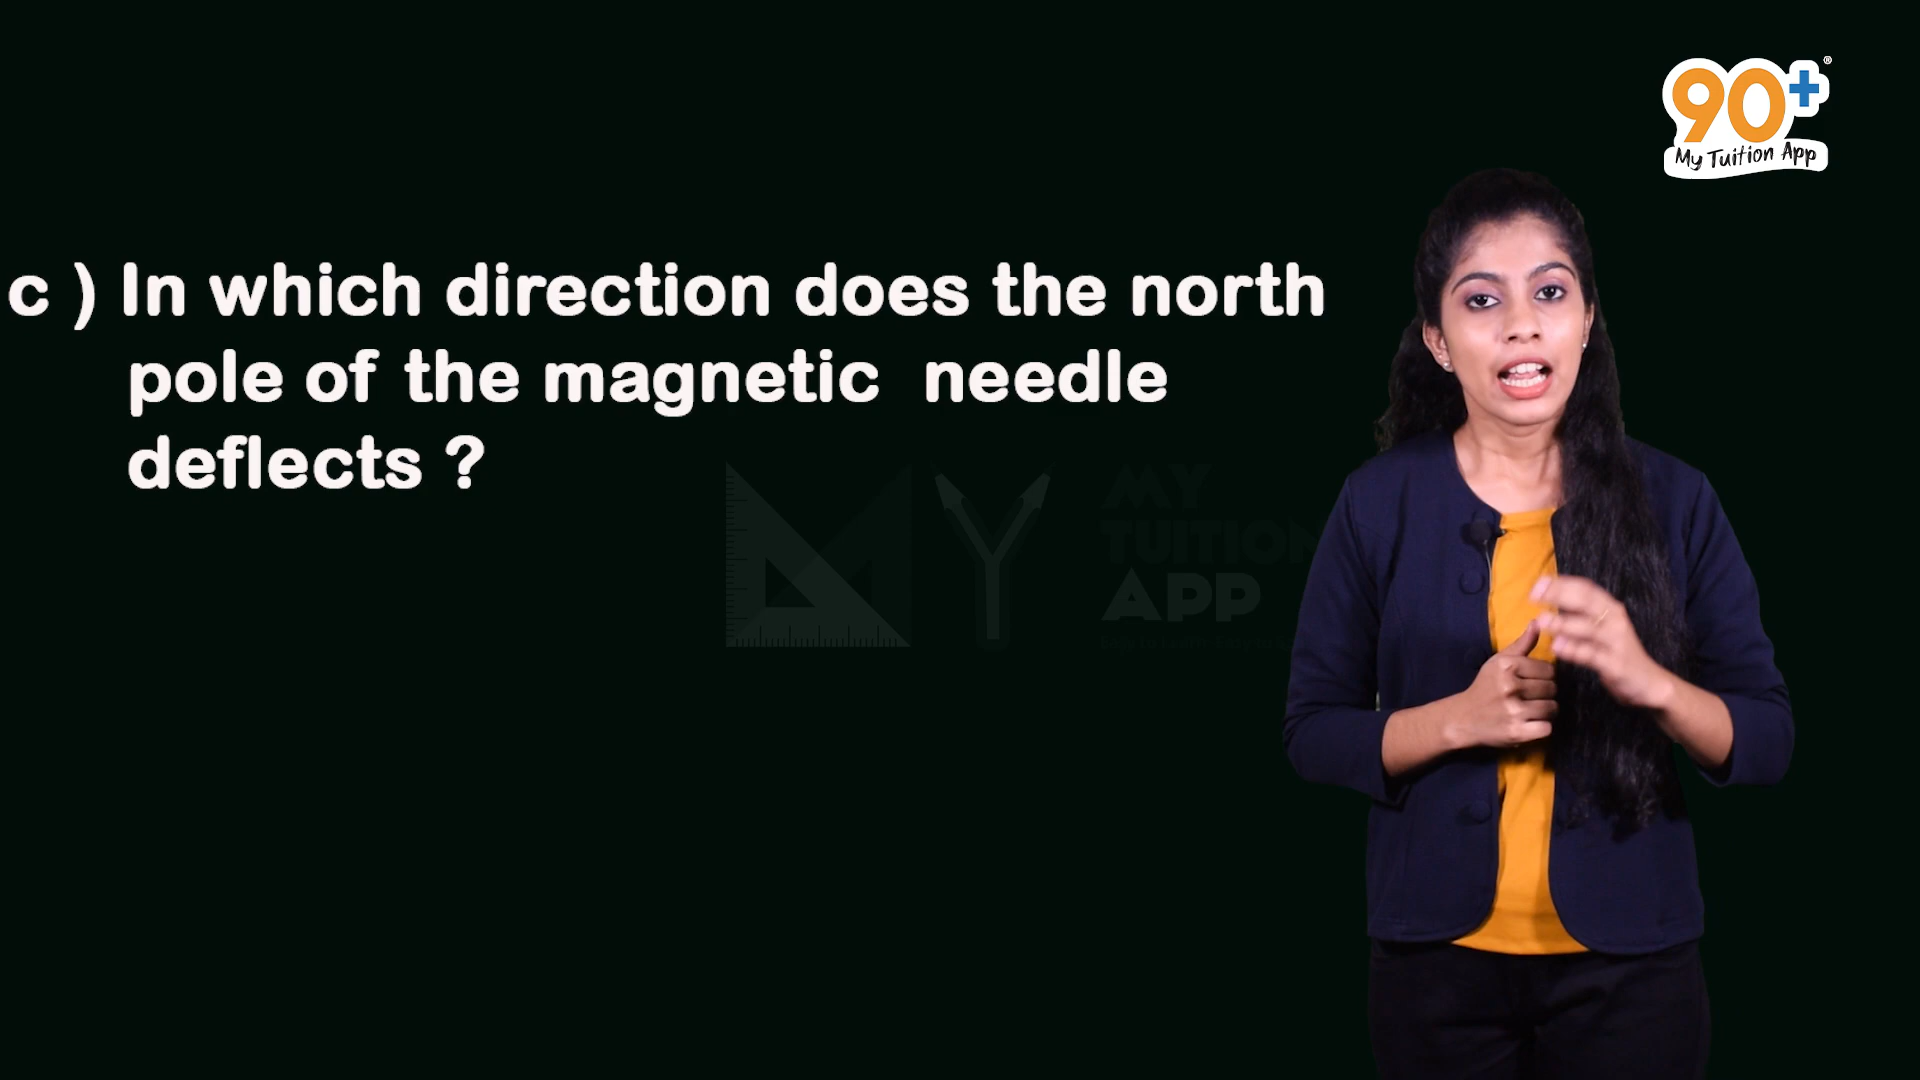 90+
My Tuition App
c ) In which direction does the north
pole of the magnetic needle
deflects ?
MY
MY
TUITION
APP